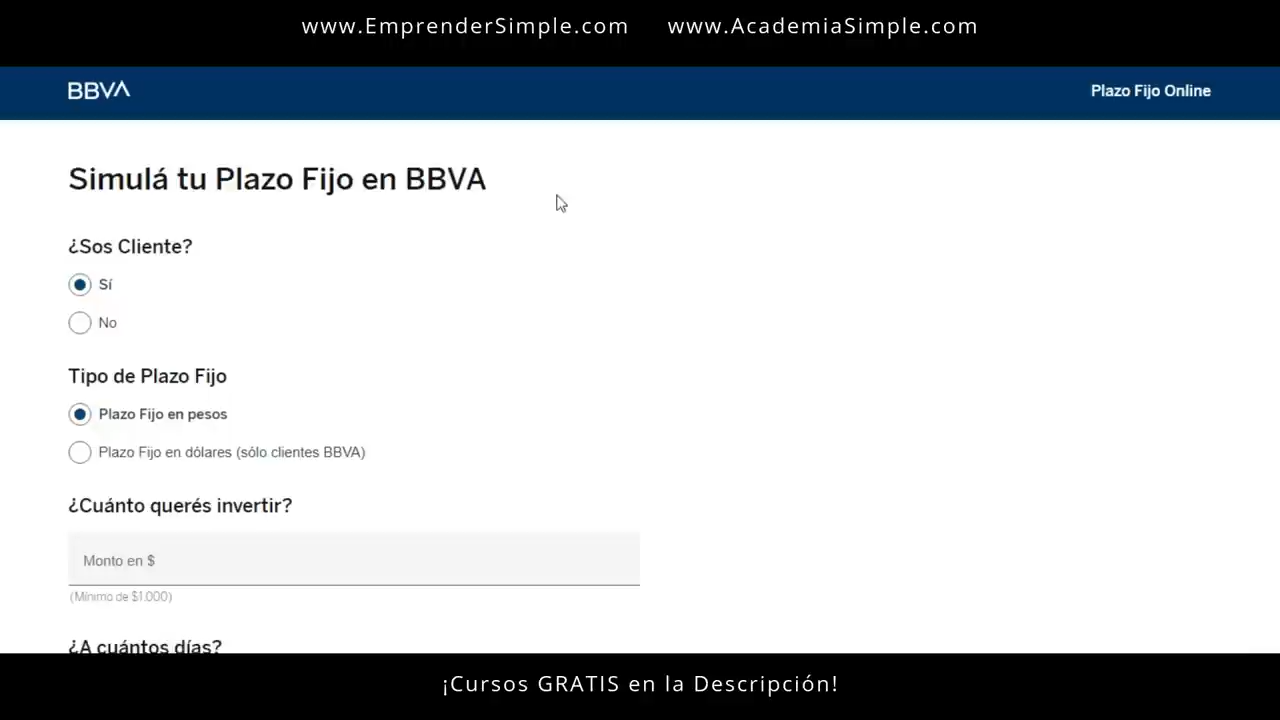 www.EmprenderSimple.com www.AcademiaSimple.com
BBVA Plazo Fijo Online
Simulá tu Plazo Fijo en BBVA
¿Sos Cliente?
Sí
No
Tipo de Plazo Fijo
Plazo Fijo en pesos
Plazo Fijo en dólares (sólo clientes BBVA)
¿Cuánto querés invertir?
Monto en $
(Mínimo de $1.000)
¿A cuántos días?
¡Cursos GRATIS en la Descripción!